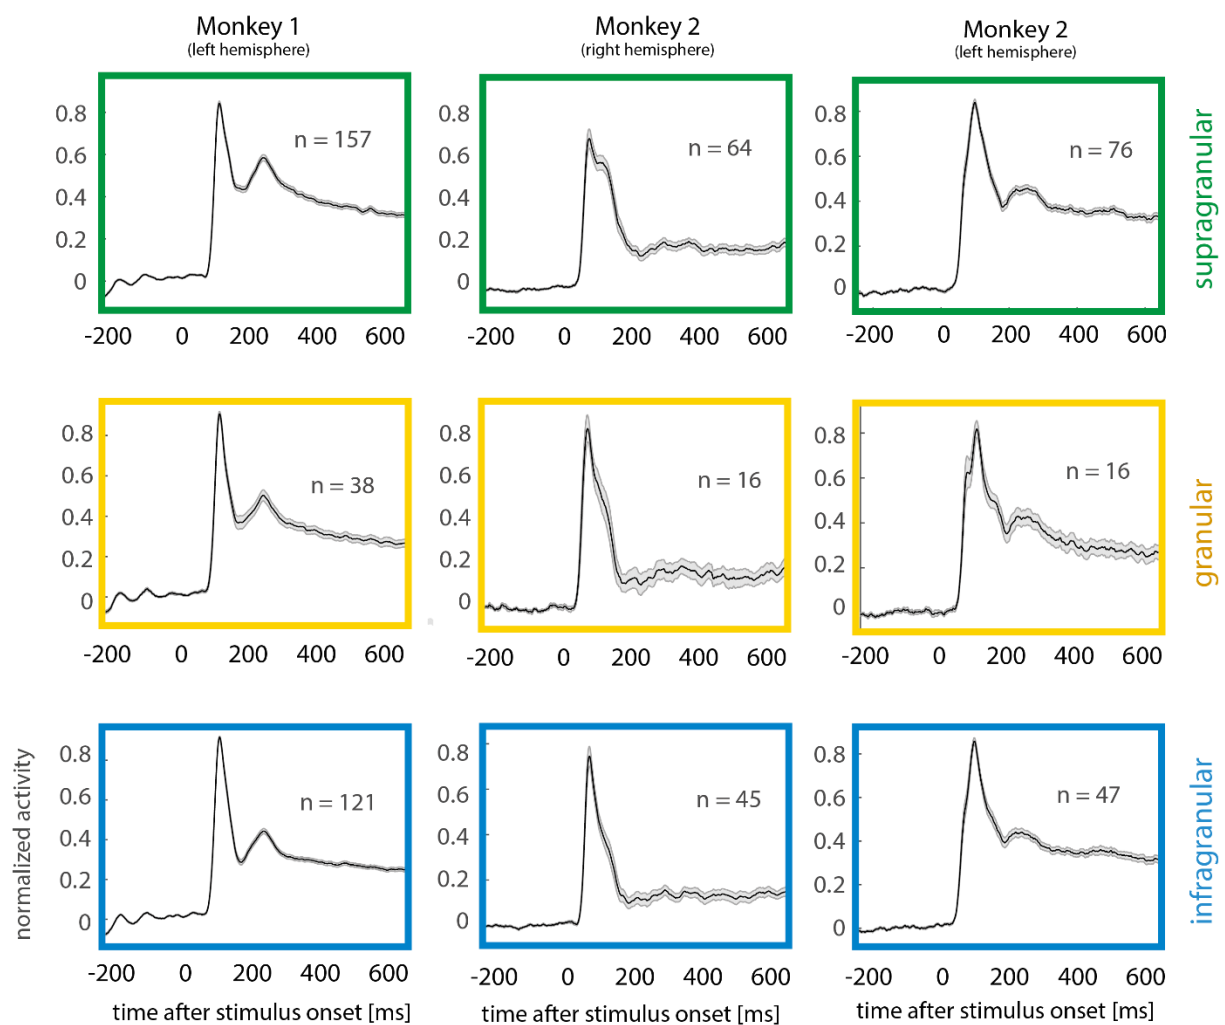 Monkey 1
(left hemisphere)
Monkey 2
(right hemisphere)
Monkey 2
(left hemisphere)
0.8
0.6
0.4
0.2
0
n = 157
-200 0 200 400 600
0.8
0.6
0.4
0.2
0
n = 64
-200 0 200 400 600
0.8
0.6
0.4
0.2
0
n = 76
-200 0 200 400 600
supragranular
0.8
0.6
0.4
0.2
0
n = 38
-200 0 200 400 600
0.8
0.6
0.4
0.2
0
n = 16
-200 0 200 400 600
0.8
0.6
0.4
0.2
0
n = 16
-200 0 200 400 600
granular
normalized activity
0.8
0.6
0.4
0.2
0
n = 121
-200 0 200 400 600
time after stimulus onset [ms]
0.8
0.6
0.4
0.2
0
n = 45
-200 0 200 400 600
time after stimulus onset [ms]
0.8
0.6
0.4
0.2
0
n = 47
-200 0 200 400 600
time after stimulus onset [ms]
infragranular